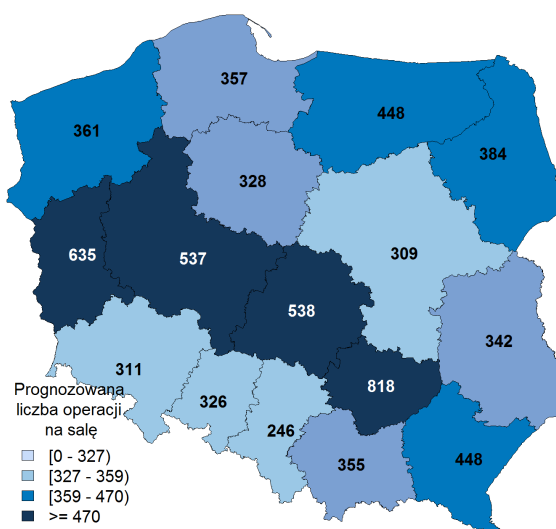 357
448
361
384
328
309
635
537
538
342
311
818
326
246
355
448
Prognozowana
liczba operacji
na salę
[0 - 327)
[327 - 359)
[359 - 470)
>= 470